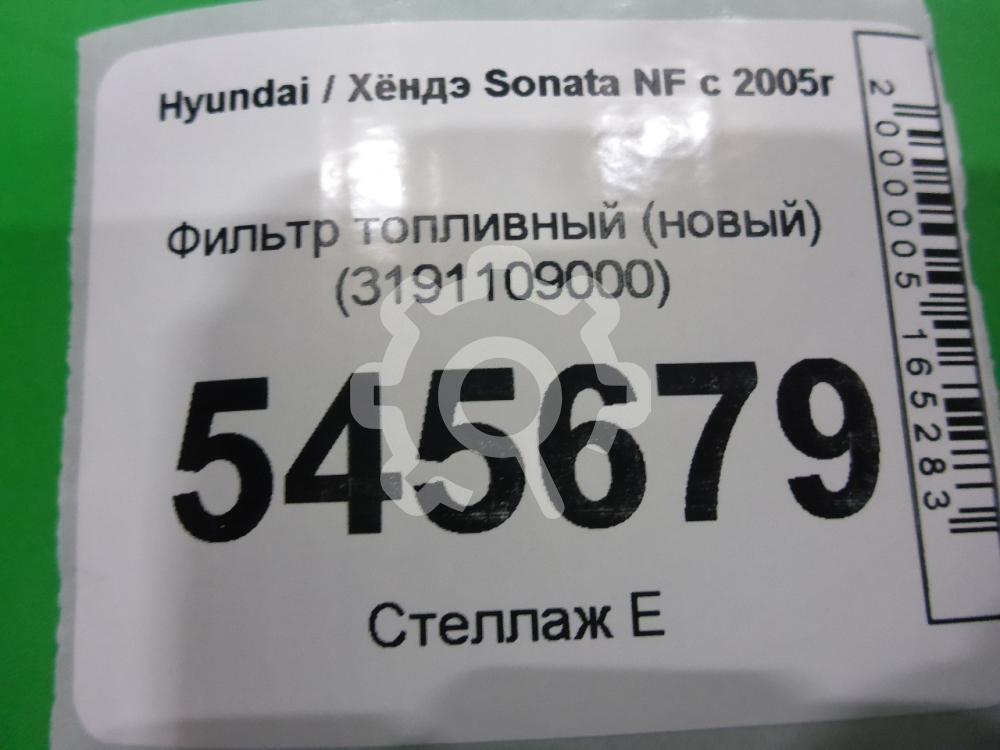 Hyundai / Хёндэ Sonata NF с 2005г
Фильтр топливный (новый)
(3191109000)
545679
Стеллаж E
2000005165283